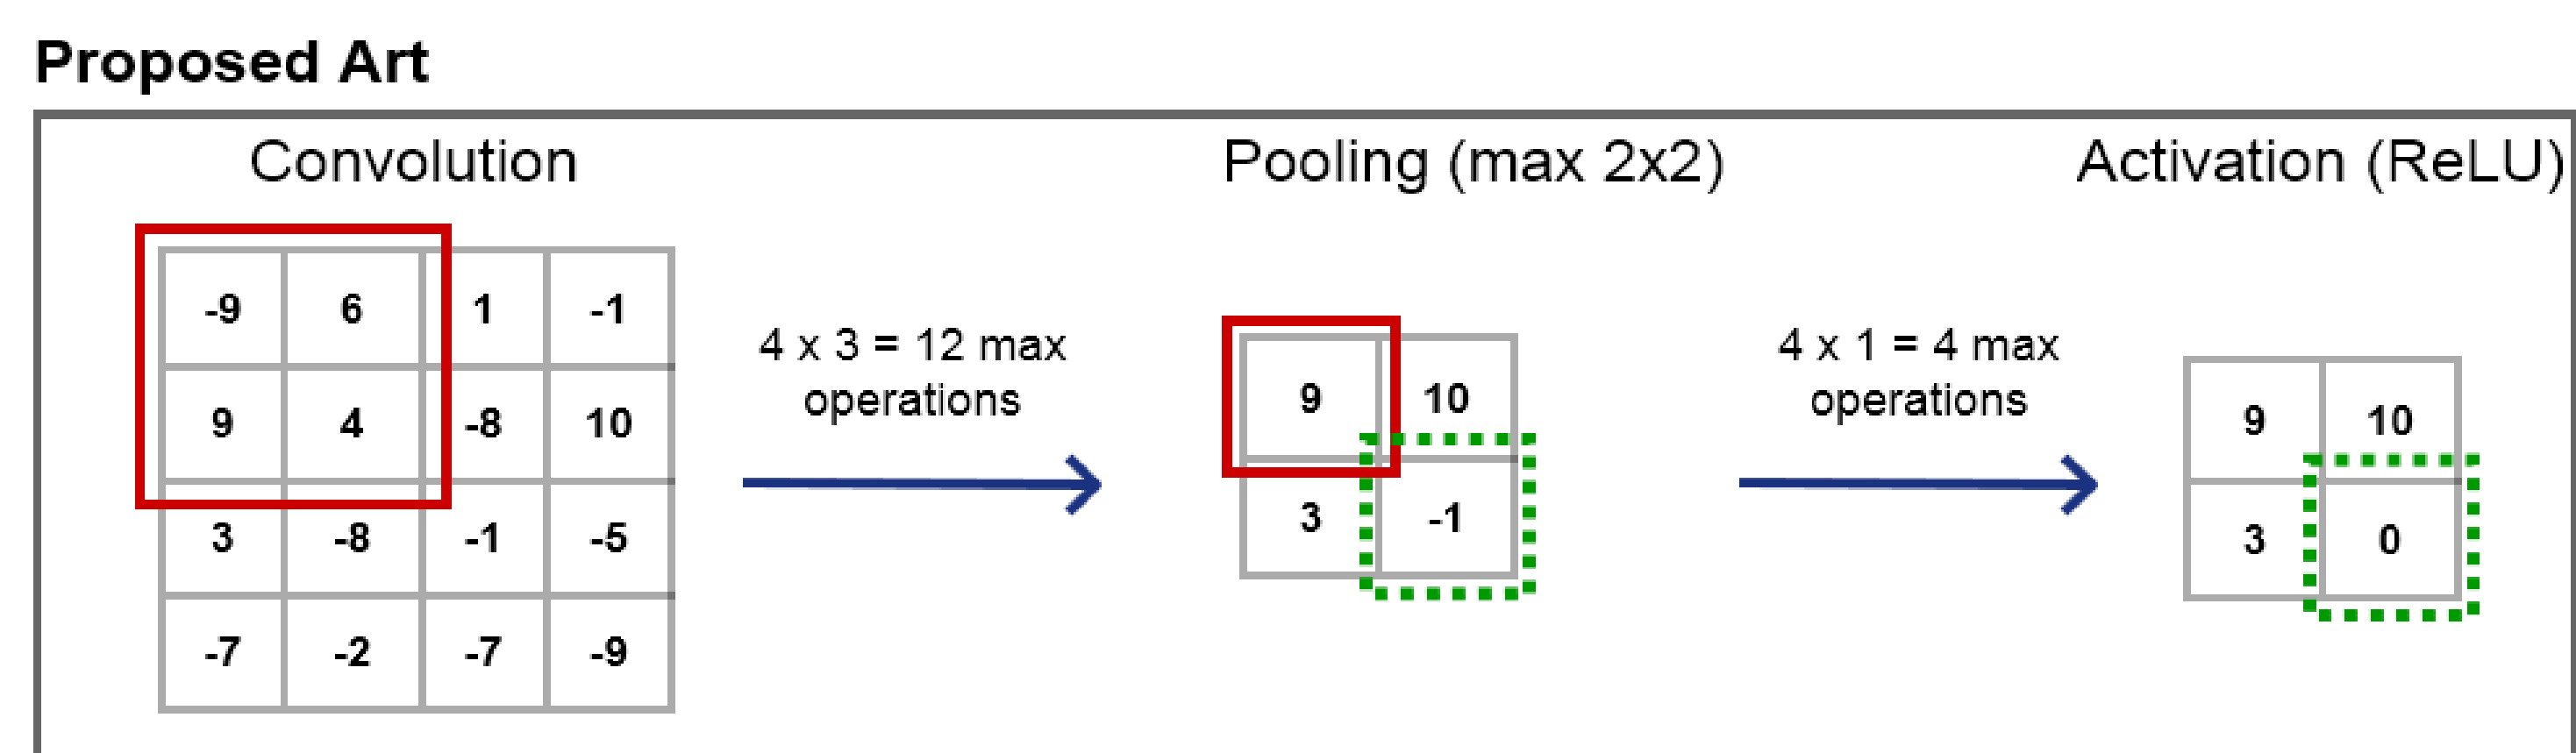 Proposed Art
Convolution
Pooling (max 2x2)
Activation (ReLU)
-9 6 1 -1
9 4 -8 10
3 -8 -1 -5
-7 -2 -7 -9
4 x 3 = 12 max
operations
9 10
3 -1
4 x 1 = 4 max
operations
9 10
3 0